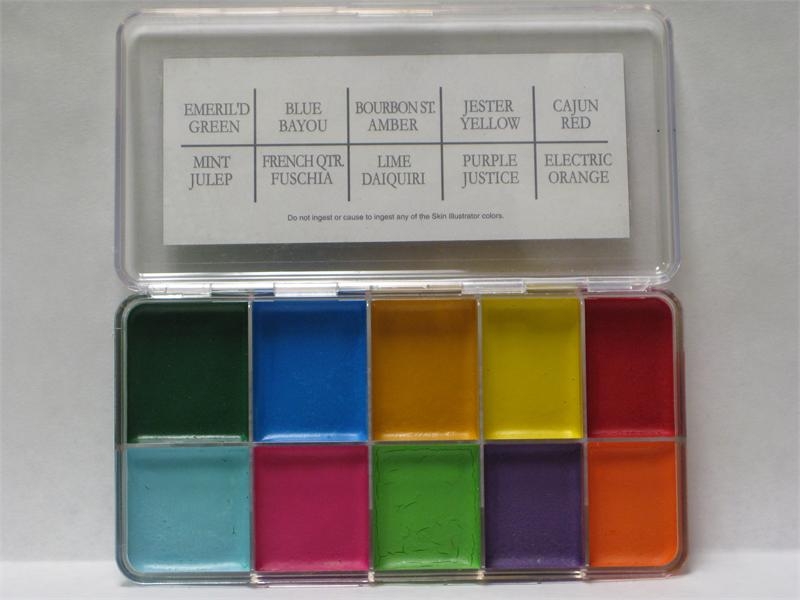 EMERIL'D GREEN
BLUE BAYOU
BOURBON ST. AMBER
JESTER YELLOW
CAJUN RED
MINT JULEP
FRENCH QTR. FUSCHIA
LIME DAIQUIRI
PURPLE JUSTICE
ELECTRIC ORANGE
Do not ingest or cause to ingest any of the Skin Illustrator colors.